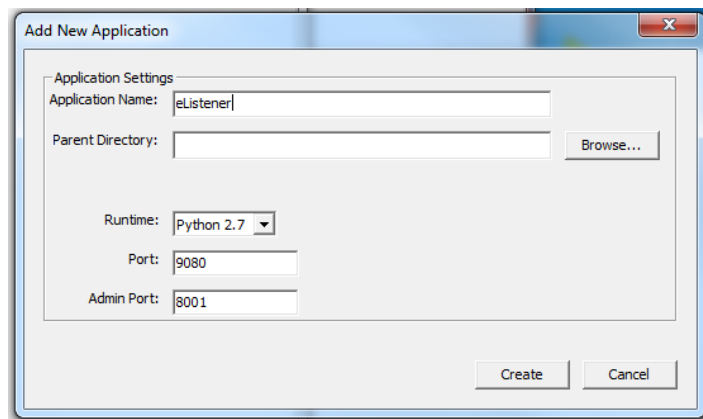 Add New Application
Application Settings
Application Name: eListener
Parent Directory: Browse...
Runtime: Python 2.7
Port: 9080
Admin Port: 8001
Create Cancel